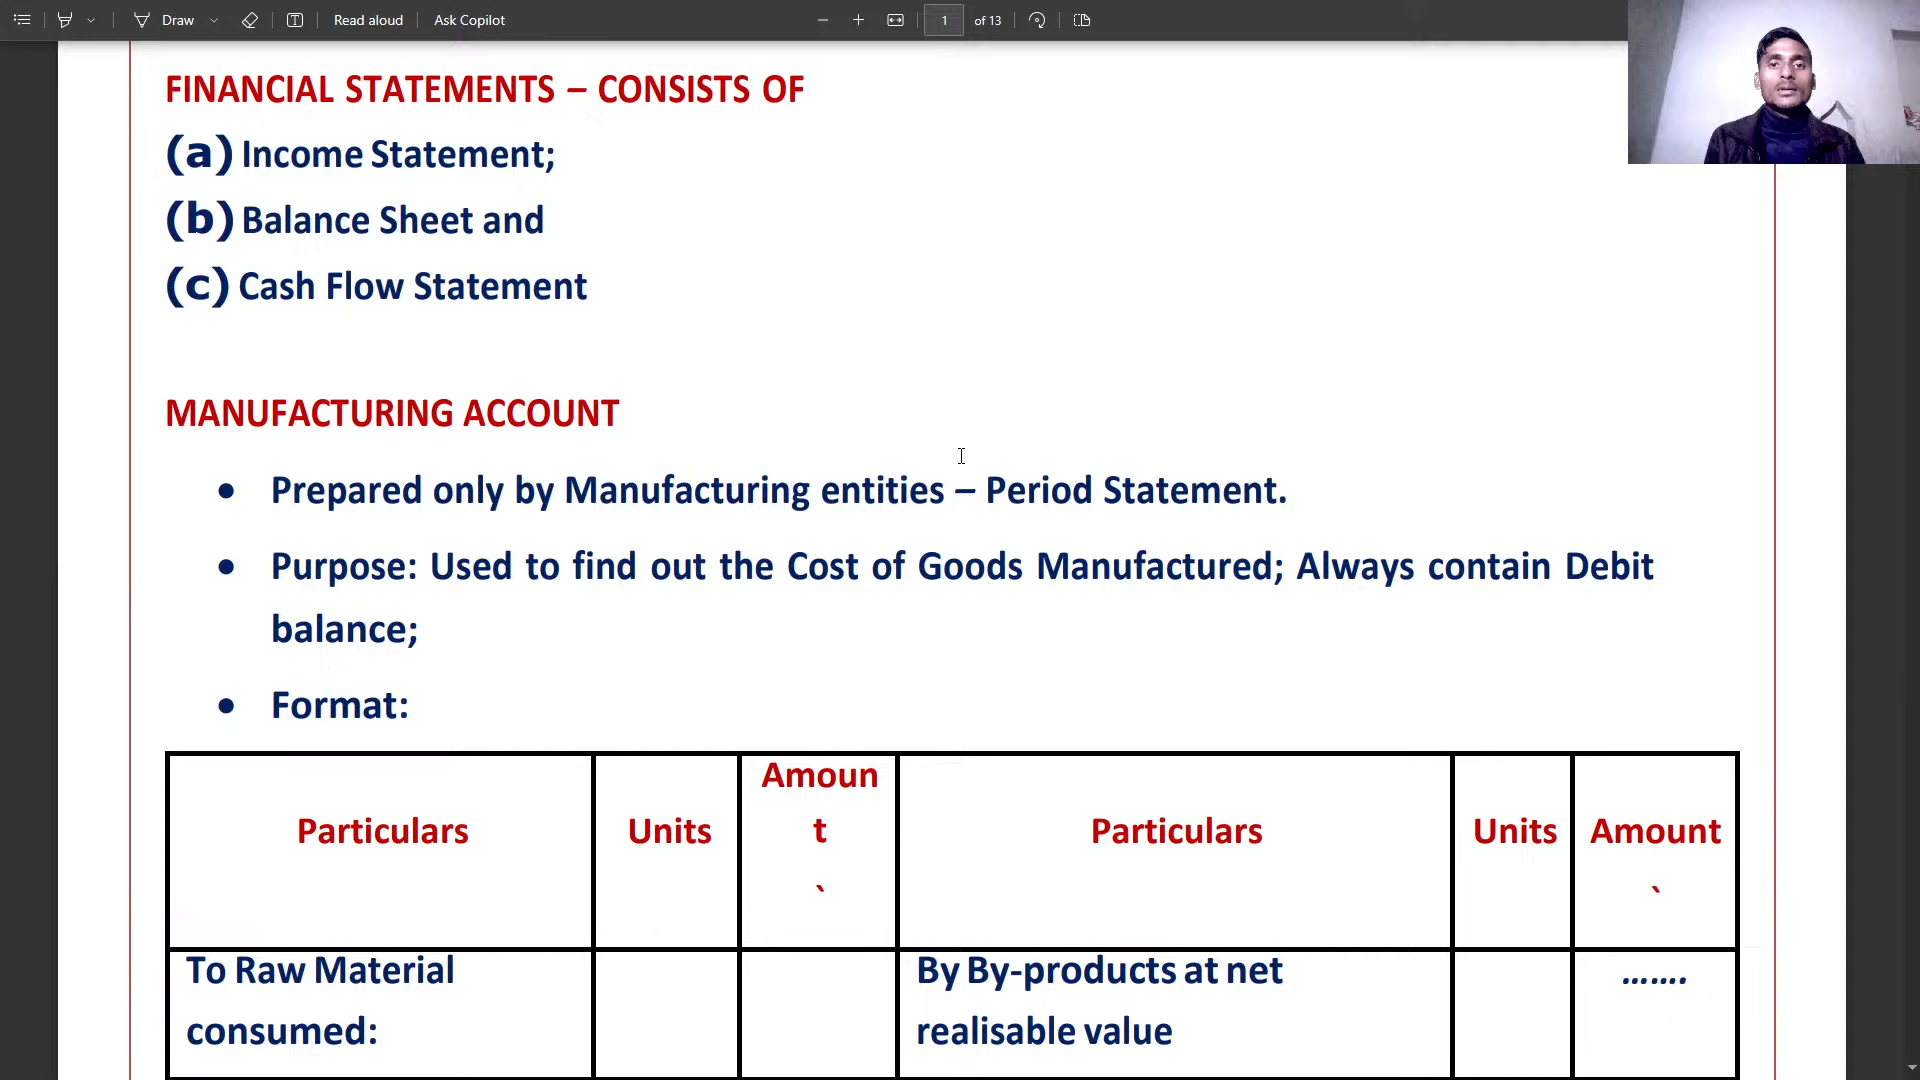 Draw
Read aloud
Ask Copilot
1
of 13
FINANCIAL STATEMENTS – CONSISTS OF
(a) Income Statement;
(b) Balance Sheet and
(c) Cash Flow Statement
MANUFACTURING ACCOUNT
• Prepared only by Manufacturing entities – Period Statement.
• Purpose: Used to find out the Cost of Goods Manufactured; Always contain Debit
balance;
• Format:
Particulars
Units
Amoun
t
`
Particulars
Units
Amount
`
To Raw Material
consumed:
By By-products at net
realisable value
…….